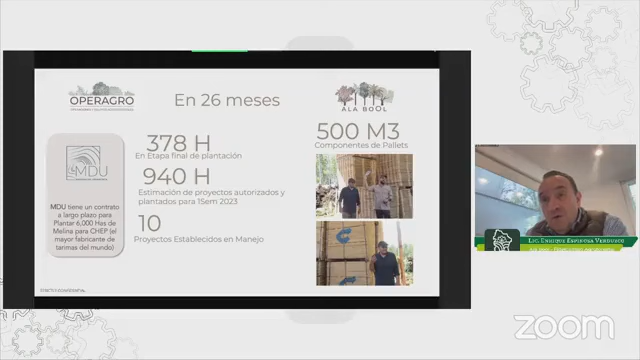 OPERAGRO
En 26 meses
ALA BOOL
MDU
MDU tiene un contrato
a largo plazo para
Plantar 6,000 Has de
Melina para CHEP (el
mayor fabricante de
tarimas del mundo)
378 H
En Etapa final de plantación
940 H
Estimación de proyectos autorizados y
plantados para 1Sem 2023
10
Proyectos Establecidos en Manejo
500 M3
Componentes de Pallets
Lic. Enrique Espinosa Verduzco
zoom